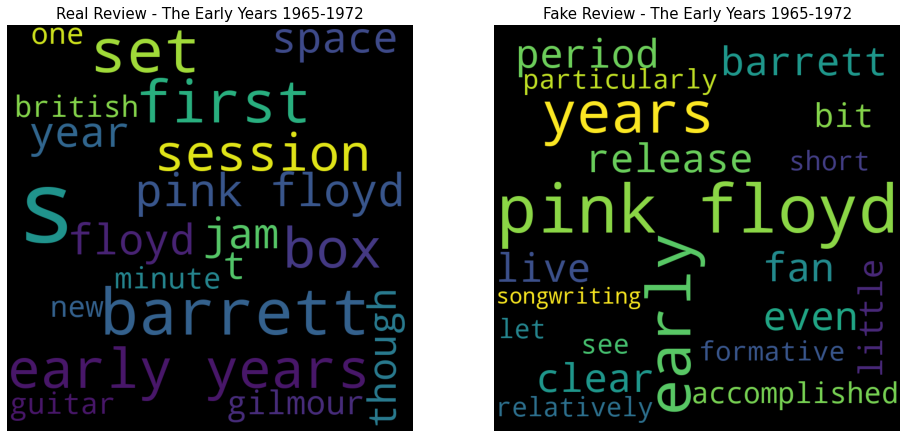 Real Review - The Early Years 1965-1972
one
set
space
british
first
year
session
s
pink floyd
floyd
jam
box
t
minute
new
barrett
though
early years
guitar
gilmour
Fake Review - The Early Years 1965-1972
period
barrett
particularly
years
bit
release
short
pink floyd
live
early
fan
little
songwriting
even
let
see
formative
clear
accomplished
relatively